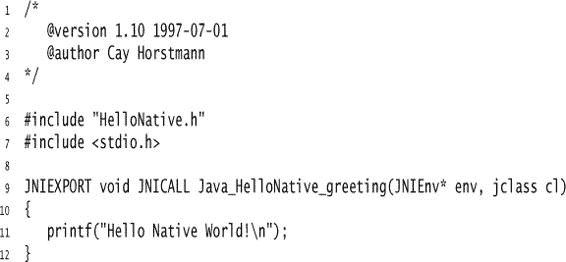 1 /*
2    @version 1.10 1997-07-01
3    @author Cay Horstmann
4 */
5
6 #include "HelloNative.h"
7 #include <stdio.h>
8
9 JNIEXPORT void JNICALL Java_HelloNative_greeting(JNIEnv* env, jclass cl)
10 {
11    printf("Hello Native World!\n");
12 }